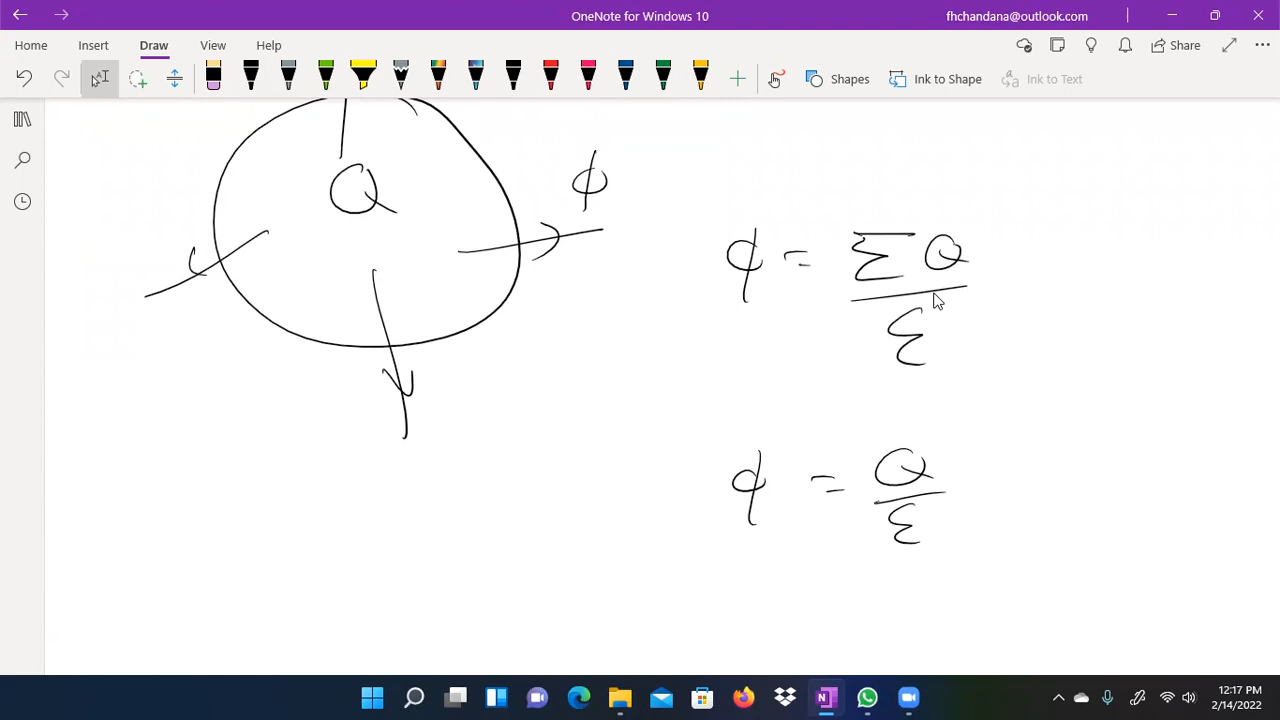 OneNote for Windows 10
fhchandana@outlook.com
Home Insert Draw View Help
Share
Shapes
Ink to Shape
Ink to Text
Q
ϕ
ϕ = ΣQ / ε
ϕ = Q / ε
12:17 PM
2/14/2022